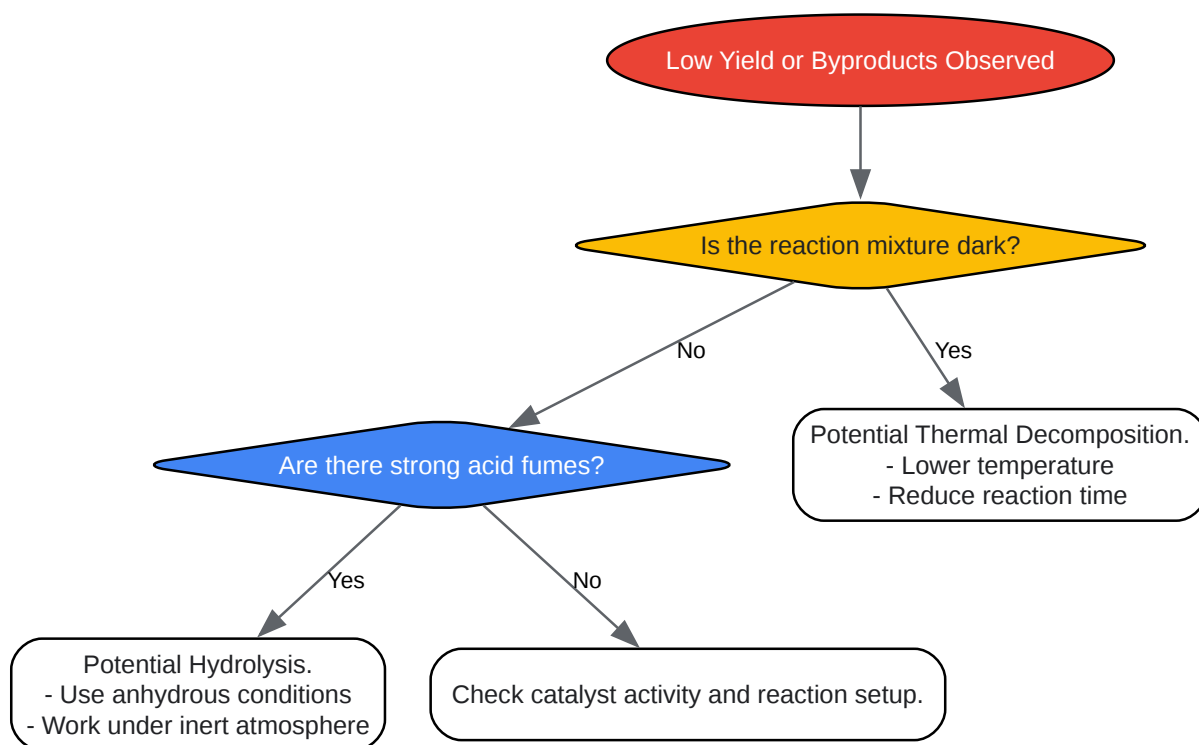 Low Yield or Byproducts Observed
Is the reaction mixture dark?
No
Yes
Potential Thermal Decomposition.
- Lower temperature
- Reduce reaction time
Are there strong acid fumes?
Yes
No
Potential Hydrolysis.
- Use anhydrous conditions
- Work under inert atmosphere
Check catalyst activity and reaction setup.